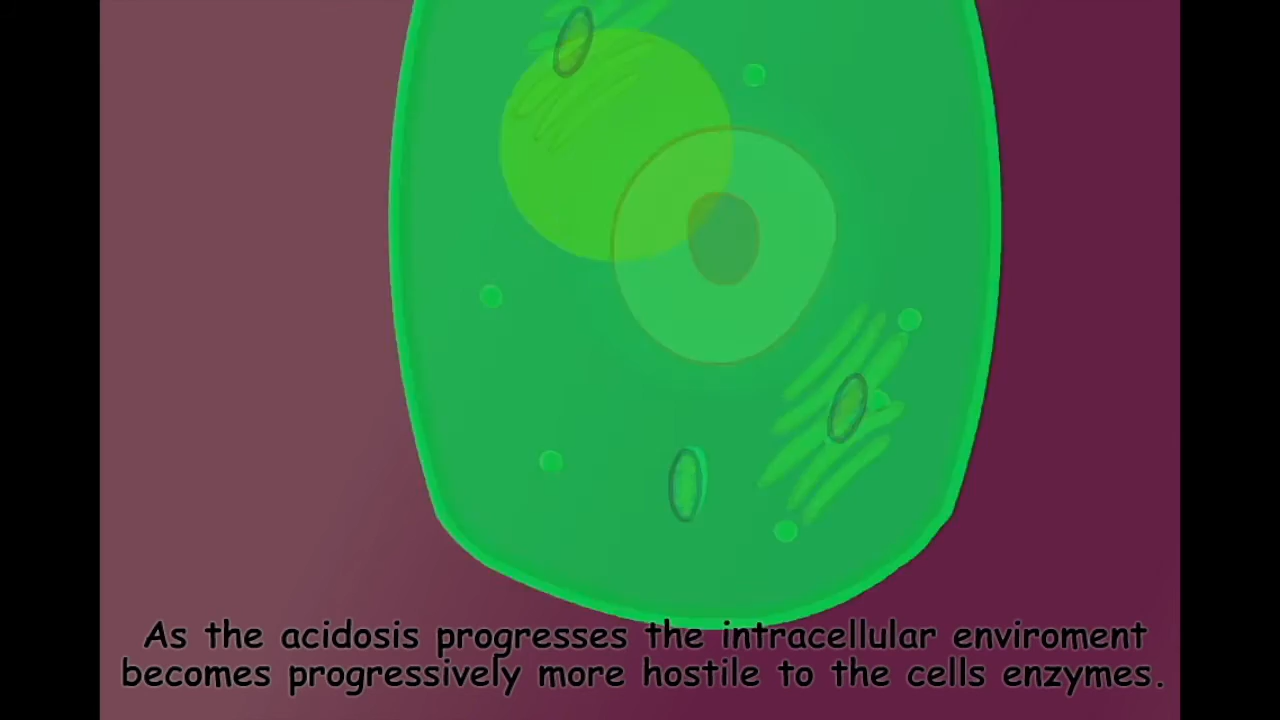 As the acidosis progresses the intracellular enviroment
becomes progressively more hostile to the cells enzymes.